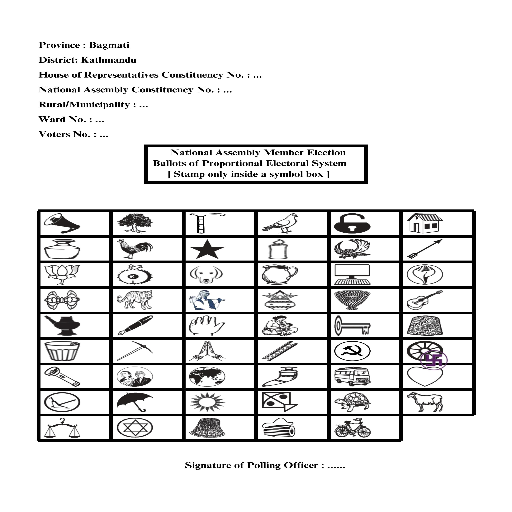 Province : Bagmati
District: Kathmandu
House of Representatives Constituency No. : ...
National Assembly Constituency No. : ...
Rural/Municipality : ...
Ward No. : ...
Voters No. : ...
National Assembly Member Election
Ballots of Proportional Electoral System
[ Stamp only inside a symbol box ]
Signature of Polling Officer : ......